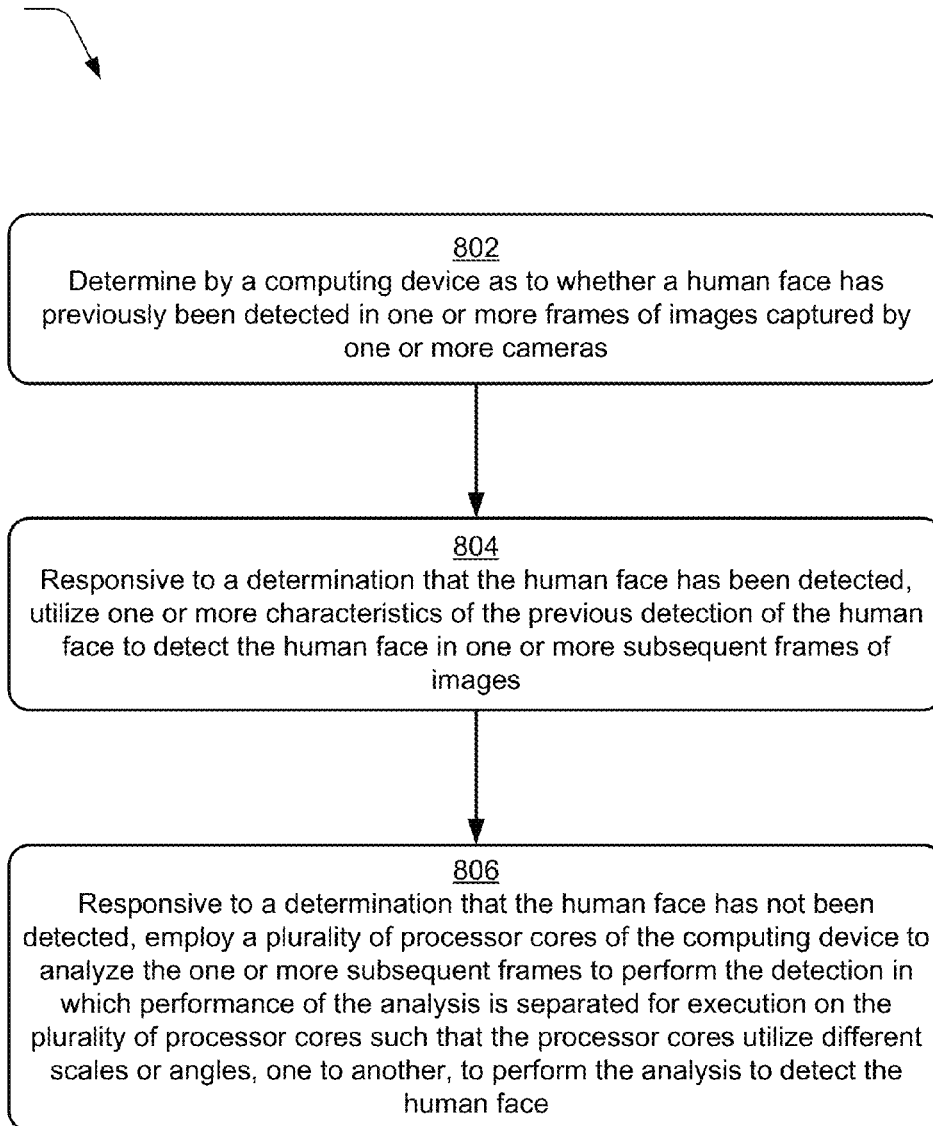 802
Determine by a computing device as to whether a human face has
previously been detected in one or more frames of images captured by
one or more cameras
804
Responsive to a determination that the human face has been detected,
utilize one or more characteristics of the previous detection of the human
face to detect the human face in one or more subsequent frames of
images
806
Responsive to a determination that the human face has not been
detected, employ a plurality of processor cores of the computing device to
analyze the one or more subsequent frames to perform the detection in
which performance of the analysis is separated for execution on the
plurality of processor cores such that the processor cores utilize different
scales or angles, one to another, to perform the analysis to detect the
human face